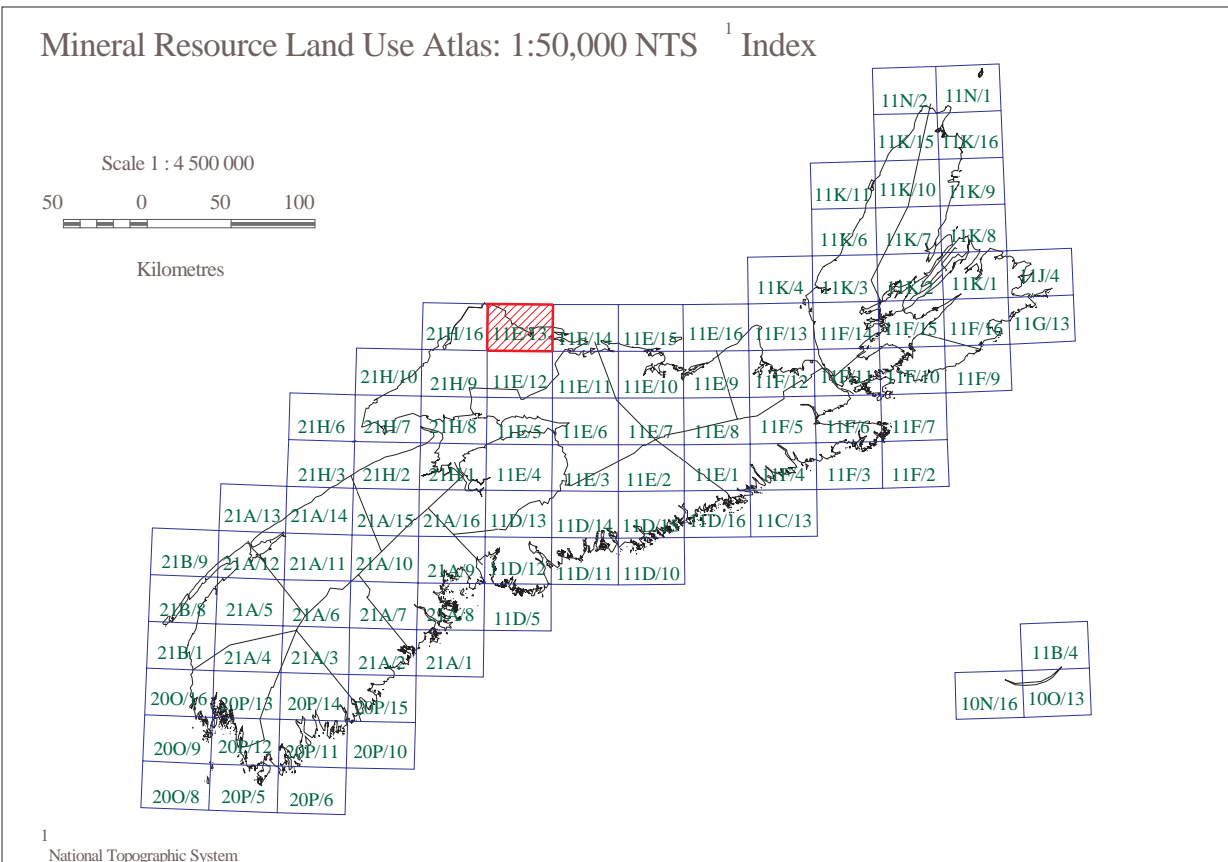 Mineral Resource Land Use Atlas: 1:50,000 NTS 1 Index
11N/2 11N/1
Scale 1 : 4 500 000
11K/15 11K/16
50 0 50 100
11K/11 11K/10 11K/9
Kilometres
11K/6 11K/7 11K/8
11K/4 11K/3 11K/2 11K/1 11J/4
21H/16 11E/13 11E/14 11E/15 11E/16 11F/13 11F/14 11F/15 11F/16 11G/13
21H/10 21H/9 11E/12 11E/11 11E/10 11E/9 11F/12 11F/11 11F/10 11F/9
21H/6 21H/7 21H/8 11E/5 11E/6 11E/7 11E/8 11F/5 11F/6 11F/7
21H/3 21H/2 21H/1 11E/4 11E/3 11E/2 11E/1 11F/4 11F/3 11F/2
21A/13 21A/14 21A/15 21A/16 11D/13 11D/14 11D/15 11D/16 11C/13
21B/9 21A/12 21A/11 21A/10 21A/9 11D/12 11D/11 11D/10
21B/8 21A/5 21A/6 21A/7 21A/8 11D/5
21B/1 21A/4 21A/3 21A/2 21A/1 11B/4
20O/16 20P/13 20P/14 20P/15 10N/16 10O/13
20O/9 20P/12 20P/11 20P/10
20O/8 20P/5 20P/6
1
National Topographic System